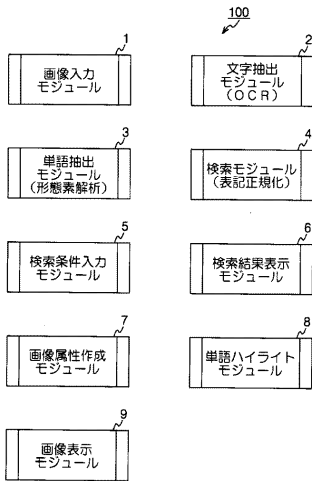 100
1
画像入力
モジュール
2
文字抽出
モジュール
(OCR)
3
単語抽出
モジュール
(形態素解析)
4
検索モジュール
(表記正規化)
5
検索条件入力
モジュール
6
検索結果表示
モジュール
7
画像属性作成
モジュール
8
単語ハイライト
モジュール
9
画像表示
モジュール